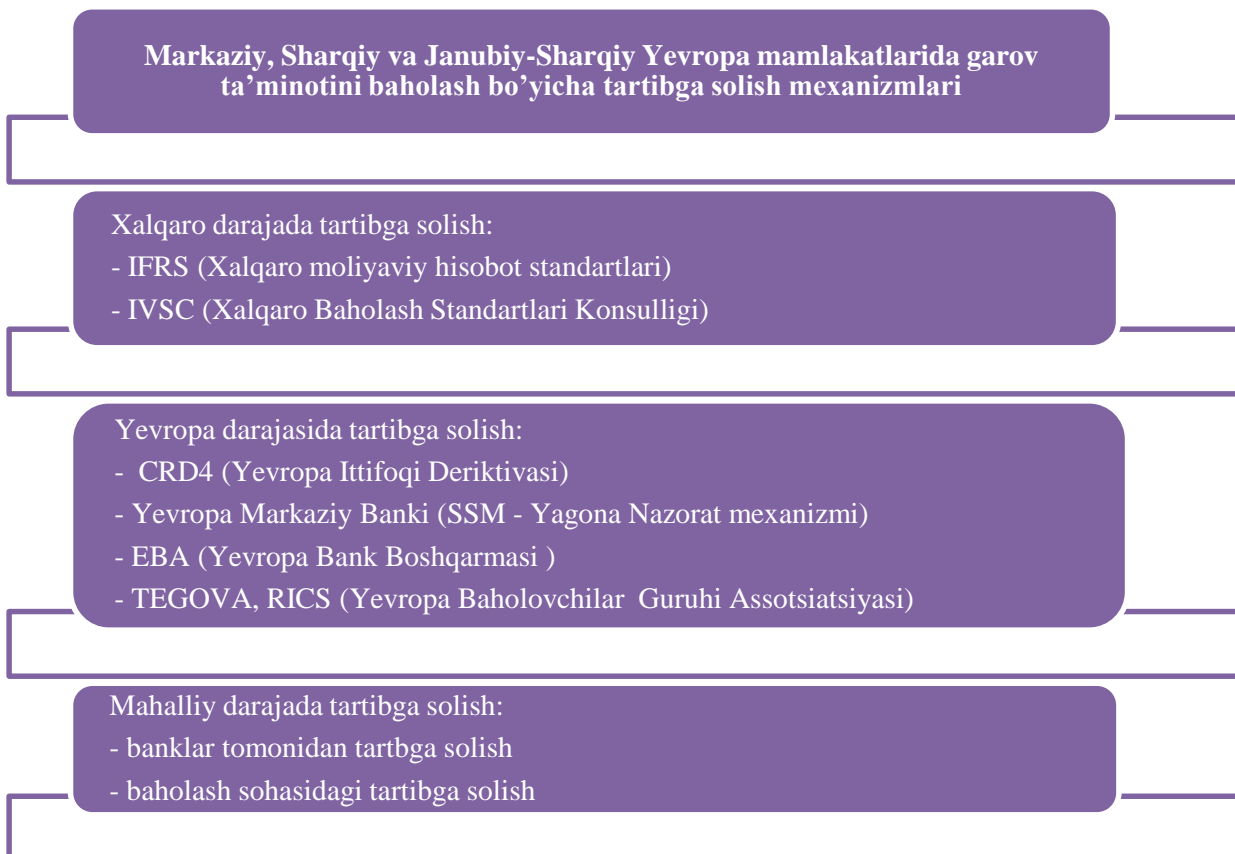 Markaziy, Sharqiy va Janubiy-Sharqiy Yevropa mamlakatlarida garov
ta’minotini baholash bo’yicha tartibga solish mexanizmlari
Xalqaro darajada tartibga solish:
- IFRS (Xalqaro moliyaviy hisobot standartlari)
- IVSC (Xalqaro Baholash Standartlari Konsulligi)
Yevropa darajasida tartibga solish:
- CRD4 (Yevropa Ittifoqi Deriktivasi)
- Yevropa Markaziy Banki (SSM - Yagona Nazorat mexanizmi)
- EBA (Yevropa Bank Boshqarmasi )
- TEGOVA, RICS (Yevropa Baholovchilar Guruhi Assotsiatsiyasi)
Mahalliy darajada tartibga solish:
- banklar tomonidan tartbga solish
- baholash sohasidagi tartibga solish